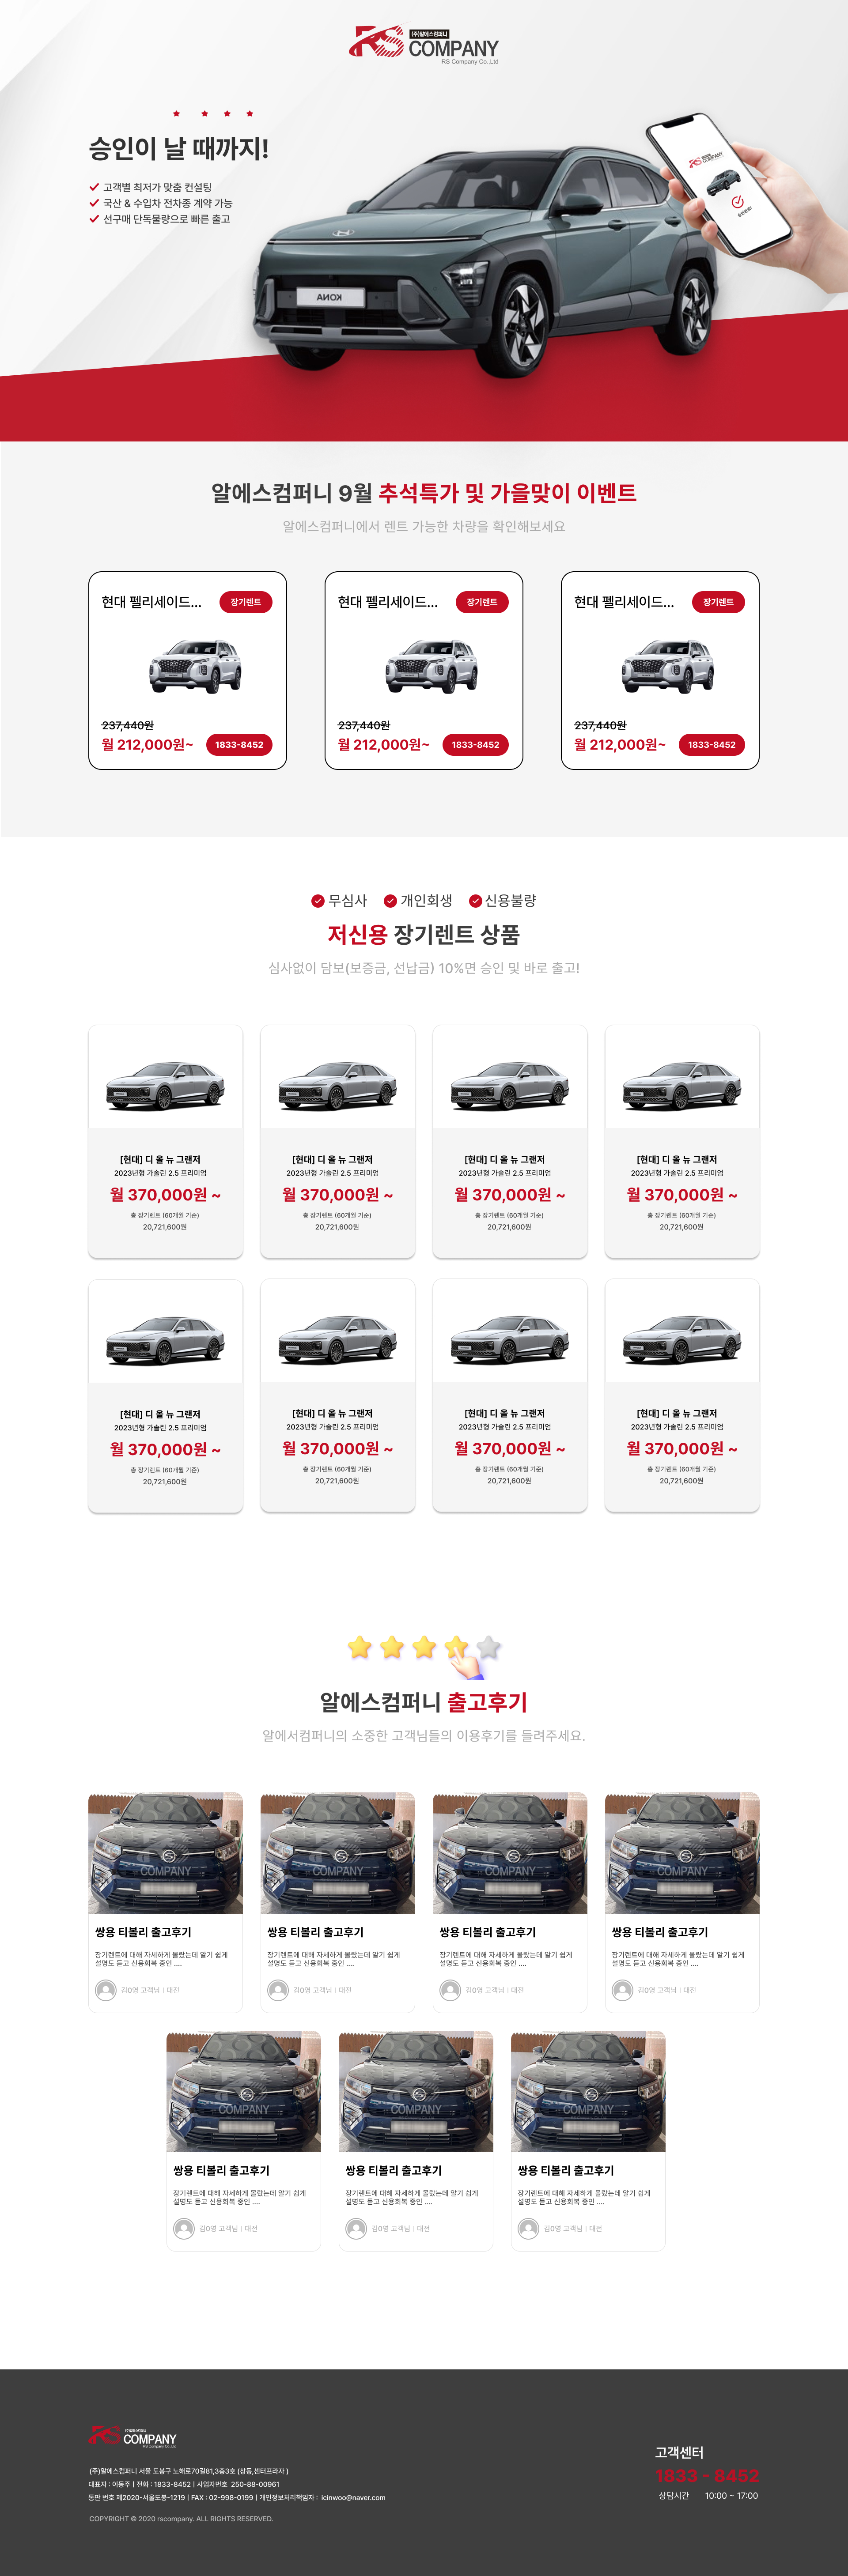 (주)알에스컴퍼니
RS COMPANY
RS Company Co.,Ltd
승인이 날 때까지!
고객별 최저가 맞춤 컨설팅
국산 & 수입차 전차종 계약 가능
선구매 단독물량으로 빠른 출고
COMPANY
KONA
알에스컴퍼니 9월 추석특가 및 가을맞이 이벤트
알에스컴퍼니에서 렌트 가능한 차량을 확인해보세요
현대 펠리세이드... 장기렌트
237,440원
월 212,000원~ 1833-8452
현대 펠리세이드... 장기렌트
237,440원
월 212,000원~ 1833-8452
현대 펠리세이드... 장기렌트
237,440원
월 212,000원~ 1833-8452
무심사 개인회생 신용불량
저신용 장기렌트 상품
심사없이 담보(보증금, 선납금) 10%면 승인 및 바로 출고!
[현대] 디 올 뉴 그랜저
2023년형 가솔린 2.5 프리미엄
월 370,000원 ~
총 장기렌트 (60개월 기준)
20,721,600원
[현대] 디 올 뉴 그랜저
2023년형 가솔린 2.5 프리미엄
월 370,000원 ~
총 장기렌트 (60개월 기준)
20,721,600원
[현대] 디 올 뉴 그랜저
2023년형 가솔린 2.5 프리미엄
월 370,000원 ~
총 장기렌트 (60개월 기준)
20,721,600원
[현대] 디 올 뉴 그랜저
2023년형 가솔린 2.5 프리미엄
월 370,000원 ~
총 장기렌트 (60개월 기준)
20,721,600원
[현대] 디 올 뉴 그랜저
2023년형 가솔린 2.5 프리미엄
월 370,000원 ~
총 장기렌트 (60개월 기준)
20,721,600원
[현대] 디 올 뉴 그랜저
2023년형 가솔린 2.5 프리미엄
월 370,000원 ~
총 장기렌트 (60개월 기준)
20,721,600원
[현대] 디 올 뉴 그랜저
2023년형 가솔린 2.5 프리미엄
월 370,000원 ~
총 장기렌트 (60개월 기준)
20,721,600원
[현대] 디 올 뉴 그랜저
2023년형 가솔린 2.5 프리미엄
월 370,000원 ~
총 장기렌트 (60개월 기준)
20,721,600원
알에스컴퍼니 출고후기
알에서컴퍼니의 소중한 고객님들의 이용후기를 들려주세요.
COMPANY
쌍용 티볼리 출고후기
장기렌트에 대해 자세하게 몰랐는데 알기 쉽게
설명도 듣고 신용회복 중인 ....
김0영 고객님 | 대전
COMPANY
쌍용 티볼리 출고후기
장기렌트에 대해 자세하게 몰랐는데 알기 쉽게
설명도 듣고 신용회복 중인 ....
김0영 고객님 | 대전
COMPANY
쌍용 티볼리 출고후기
장기렌트에 대해 자세하게 몰랐는데 알기 쉽게
설명도 듣고 신용회복 중인 ....
김0영 고객님 | 대전
COMPANY
쌍용 티볼리 출고후기
장기렌트에 대해 자세하게 몰랐는데 알기 쉽게
설명도 듣고 신용회복 중인 ....
김0영 고객님 | 대전
COMPANY
쌍용 티볼리 출고후기
장기렌트에 대해 자세하게 몰랐는데 알기 쉽게
설명도 듣고 신용회복 중인 ....
김0영 고객님 | 대전
COMPANY
쌍용 티볼리 출고후기
장기렌트에 대해 자세하게 몰랐는데 알기 쉽게
설명도 듣고 신용회복 중인 ....
김0영 고객님 | 대전
COMPANY
쌍용 티볼리 출고후기
장기렌트에 대해 자세하게 몰랐는데 알기 쉽게
설명도 듣고 신용회복 중인 ....
김0영 고객님 | 대전
(주)알에스컴퍼니
RS COMPANY
RS Company Co.,Ltd
(주)알에스컴퍼니 서울 도봉구 노해로70길81,3층3호 (창동,센터프라자 )
대표자 : 이동주 | 전화 : 1833-8452 | 사업자번호 250-88-00961
통판 번호 제2020-서울도봉-1219 | FAX : 02-998-0199 | 개인정보처리책임자 : icinwoo@naver.com
COPYRIGHT © 2020 rscompany. ALL RIGHTS RESERVED.
고객센터
1833 - 8452
상담시간 10:00 ~ 17:00